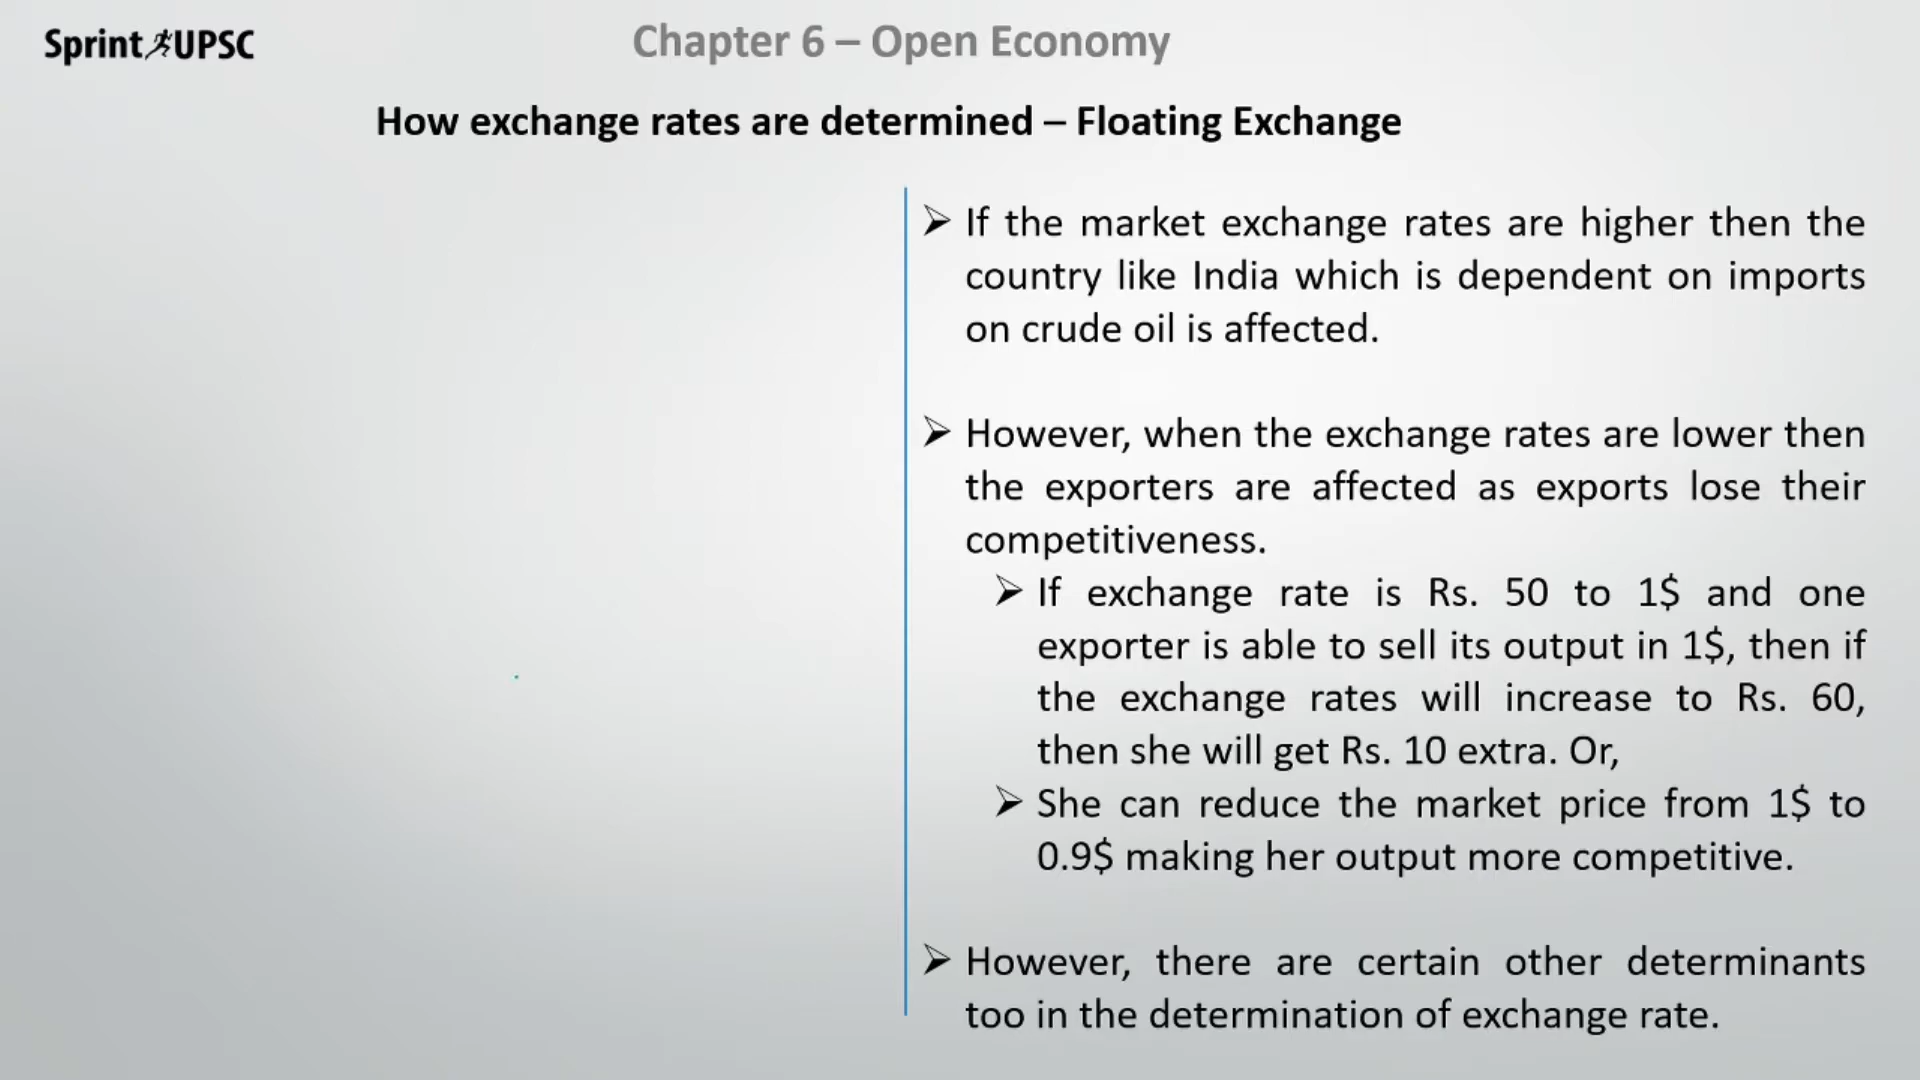 Sprint UPSC
Chapter 6 – Open Economy
How exchange rates are determined – Floating Exchange
➢ If the market exchange rates are higher then the
country like India which is dependent on imports
on crude oil is affected.
➢ However, when the exchange rates are lower then
the exporters are affected as exports lose their
competitiveness.
➢ If exchange rate is Rs. 50 to 1$ and one
exporter is able to sell its output in 1$, then if
the exchange rates will increase to Rs. 60,
then she will get Rs. 10 extra. Or,
➢ She can reduce the market price from 1$ to
0.9$ making her output more competitive.
➢ However, there are certain other determinants
too in the determination of exchange rate.